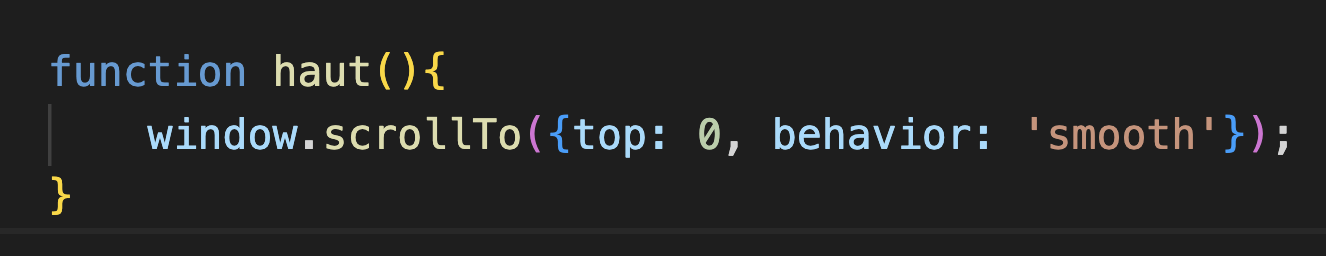 function haut(){
    window.scrollTo({top: 0, behavior: 'smooth'});
}